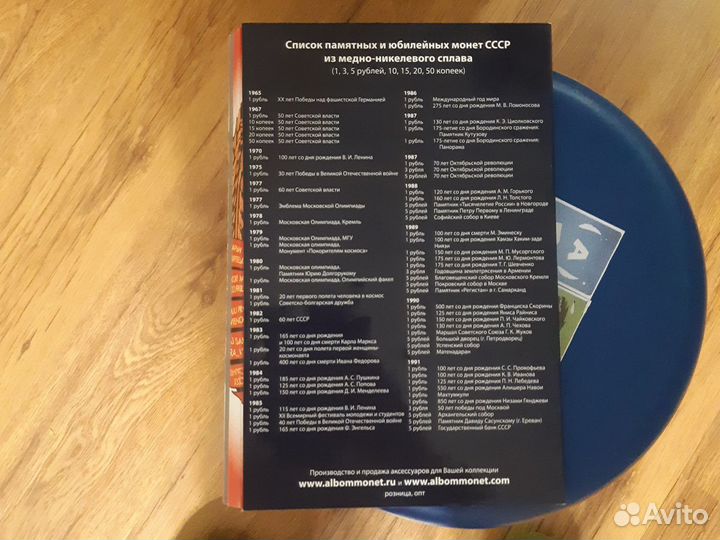 Список памятных и юбилейных монет СССР
из медно-никелевого сплава
(1, 3, 5 рублей, 10, 15, 20, 50 копеек)
1965
1 рубль XX лет Победы над фашистской Германией
1967
1 рубль 50 лет Советской власти
10 копеек 50 лет Советской власти
15 копеек 50 лет Советской власти
20 копеек 50 лет Советской власти
50 копеек 50 лет Советской власти
1970
1 рубль 100 лет со дня рождения В. И. Ленина
1975
1 рубль 30 лет Победы в Великой Отечественной войне
1977
1 рубль 60 лет Советской власти
1977
1 рубль Эмблема Московской Олимпиады
1978
1 рубль Московская Олимпиада, Кремль
1979
1 рубль Московская Олимпиада, МГУ
1 рубль Московская олимпиада,
Монумент «Покорителям космоса»
1980
1 рубль Московская олимпиада,
Памятник Юрию Долгорукому
1 рубль Московская олимпиада, Олимпийский факел
1981
1 рубль 20 лет первого полета человека в космос
1 рубль Советско-болгарская дружба
1982
1 рубль 60 лет СССР
1983
1 рубль 165 лет со дня рождения
и 100 лет со дня смерти Карла Маркса
1 рубль 20 лет со дня полета первой женщины-
космонавта
1 рубль 400 лет со дня смерти Ивана Федорова
1984
1 рубль 185 лет со дня рождения А. С. Пушкина
1 рубль 125 лет со дня рождения А. С. Попова
1 рубль 150 лет со дня рождения Д. И. Менделеева
1985
1 рубль 115 лет со дня рождения В. И. Ленина
1 рубль XII Всемирный фестиваль молодежи и студентов
1 рубль 40 лет Победы в Великой Отечественной войне
1 рубль 165 лет со дня рождения Ф. Энгельса
1986
1 рубль Международный год мира
1 рубль 275 лет со дня рождения М. В. Ломоносова
1987
1 рубль 130 лет со дня рождения К. Э. Циолковского
1 рубль 175-летие со дня Бородинского сражения:
Памятник Кутузову
1 рубль 175-летие со дня Бородинского сражения:
Панорама
1987
1 рубль 70 лет Октябрьской революции
3 рубля 70 лет Октябрьской революции
5 рублей 70 лет Октябрьской революции
1988
1 рубль 120 лет со дня рождения А. М. Горького
1 рубль 160 лет со дня рождения Л. Н. Толстого
5 рублей Памятник «Тысячелетие России» в Новгороде
5 рублей Памятник Петру Первому в Ленинграде
5 рублей Софийский собор в Киеве
1989
1 рубль 100 лет со дня смерти М. Эминеску
1 рубль 100 лет со дня рождения Хамзы Хаким-заде
Ниязи
1 рубль 150 лет со дня рождения М. П. Мусоргского
1 рубль 175 лет со дня рождения М. Ю. Лермонтова
1 рубль 175 лет со дня рождения Т. Г. Шевченко
3 рубля Годовщина землетрясения в Армении
5 рублей Благовещенский собор Московского Кремля
5 рублей Покровский собор в Москве
5 рублей Памятник «Регистан» в г. Самарканд
1990
1 рубль 500 лет со дня рождения Франциска Скорины
1 рубль 125 лет со дня рождения Яниса Райниса
1 рубль 150 лет со дня рождения П. И. Чайковского
1 рубль 130 лет со дня рождения А. П. Чехова
1 рубль Маршал Советского Союза Г. К. Жуков
5 рублей Большой дворец (г. Петродворец)
5 рублей Успенский собор
5 рублей Матенадаран
1991
1 рубль 100 лет со дня рождения С. С. Прокофьева
1 рубль 100 лет со дня рождения К. В. Иванова
1 рубль 125 лет со дня рождения П. Н. Лебедева
1 рубль 550 лет со дня рождения Алишера Навои
1 рубль Махтумкули
1 рубль 850 лет со дня рождения Низами Гянджеви
3 рубля 50 лет победы под Москвой
5 рублей Архангельский собор
5 рублей Памятник Давиду Сасунскому (г. Ереван)
5 рублей Государственный банк СССР
Производство и продажа аксессуаров для Вашей коллекции
www.albommonet.ru и www.albommonet.com
розница, опт
Avito